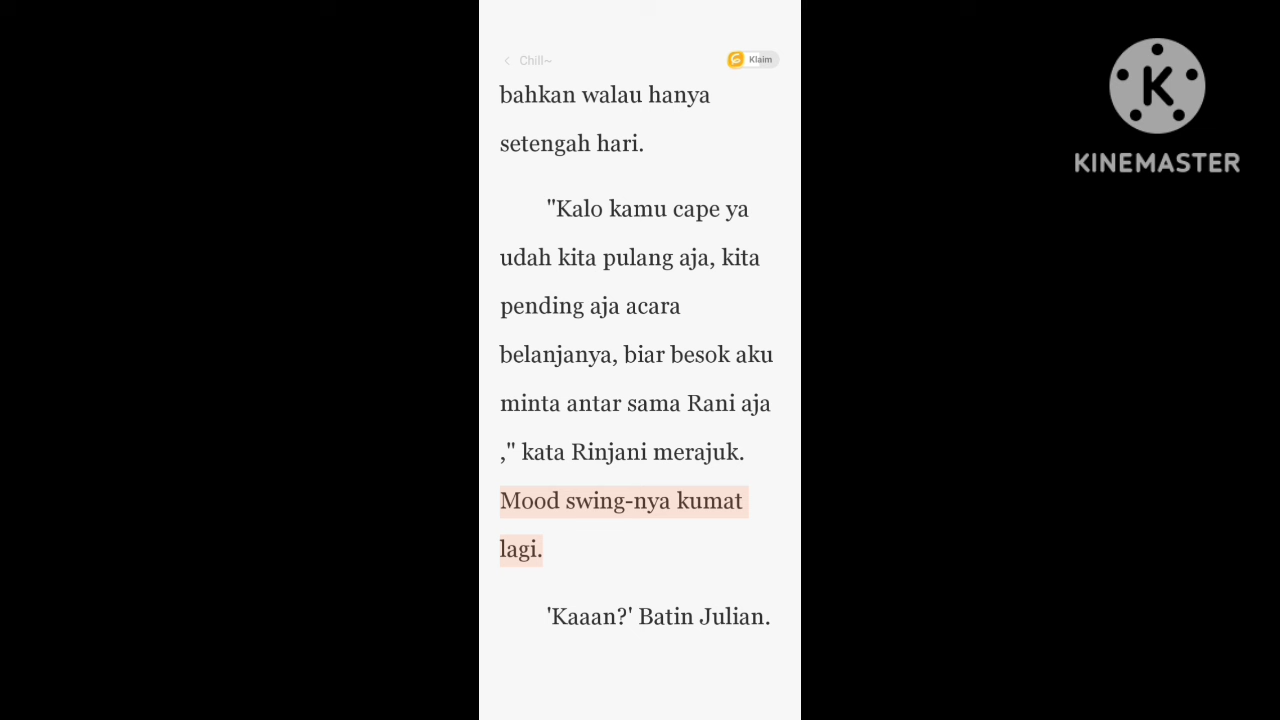 Chill~
Klaim
bahkan walau hanya
setengah hari.
"Kalo kamu cape ya
udah kita pulang aja, kita
pending aja acara
belanjanya, biar besok aku
minta antar sama Rani aja
," kata Rinjani merajuk.
Mood swing-nya kumat
lagi.
'Kaaan?' Batin Julian.
K
KINEMASTER